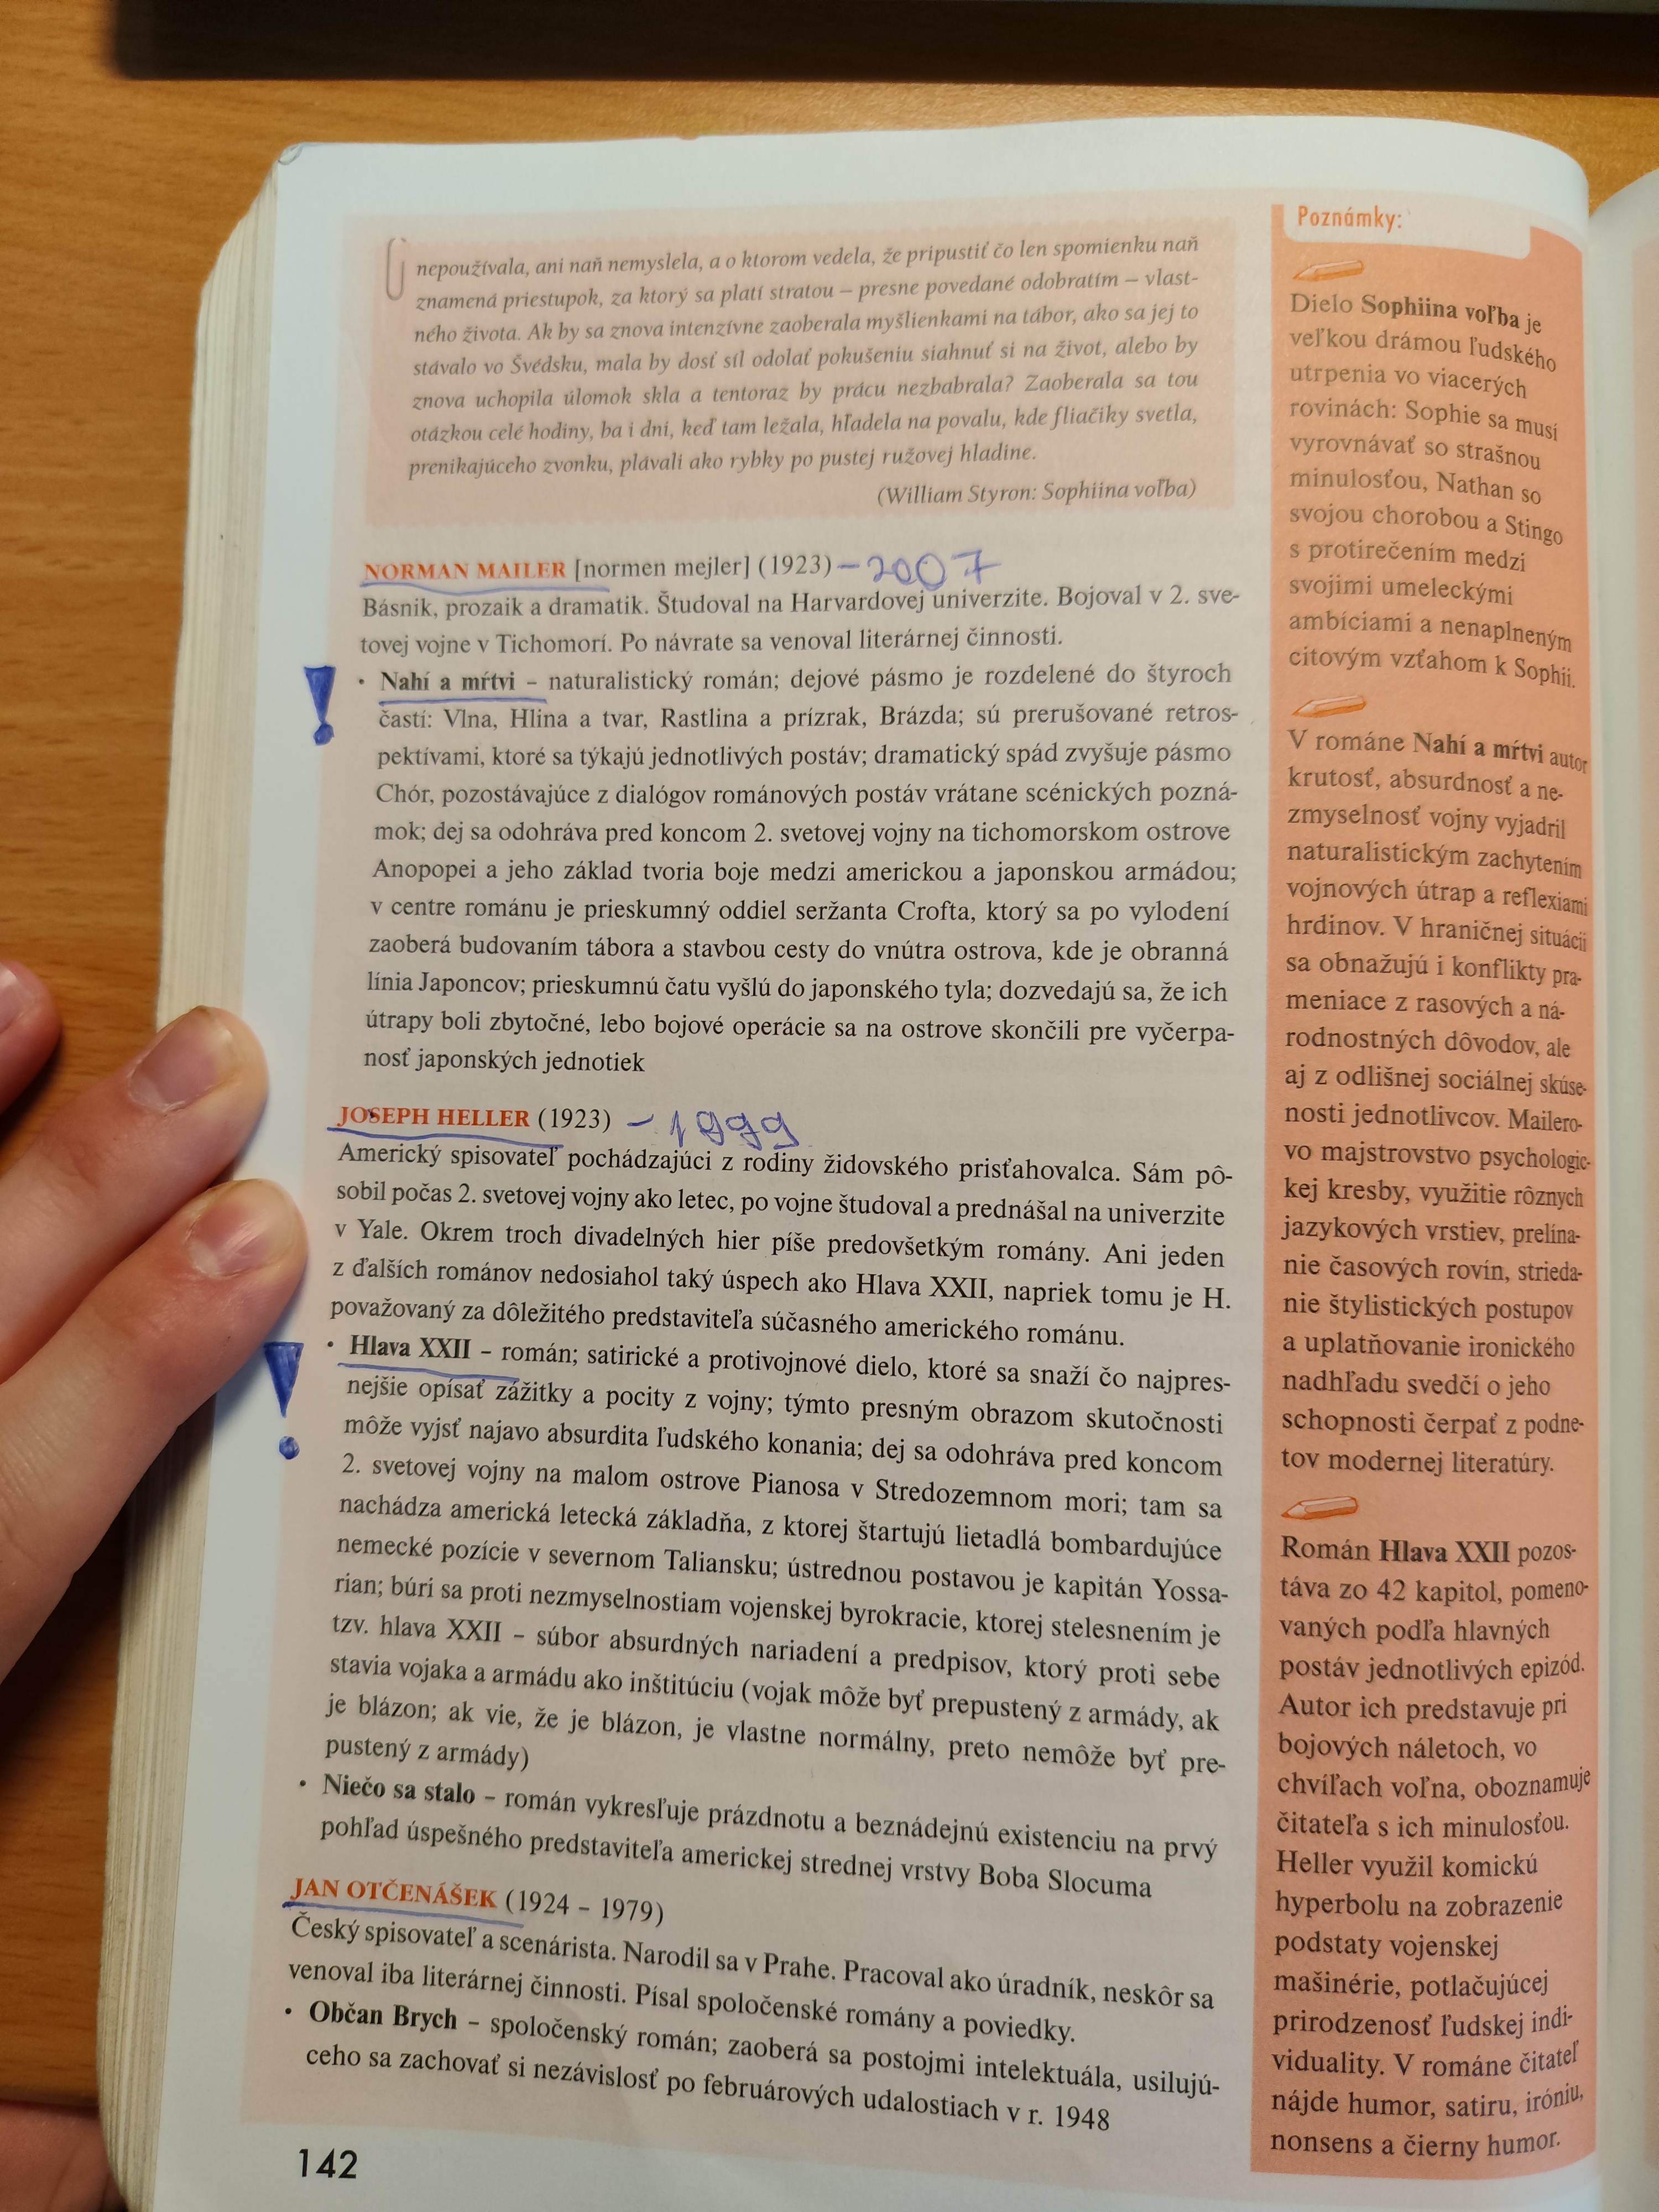 nepoužívala, ani naň nemyslela, a o ktorom vedela, že pripustiť čo len spomienku naň
znamená priestupok, za ktorý sa platí stratou – presne povedané odobratím – vlast-
ného života. Ak by sa znova intenzívne zaoberala myšlienkami na tábor, ako sa jej to
stávalo vo Švédsku, mala by dosť síl odolať pokušeniu siahnuť si na život, alebo by
znova uchopila úlomok skla a tentoraz by prácu nezbabrala? Zaoberala sa tou
otázkou celé hodiny, ba i dni, keď tam ležala, hľadela na povalu, kde fliačiky svetla,
prenikajúceho zvonku, plávali ako rybky po pustej ružovej hladine.
(William Styron: Sophiina voľba)
NORMAN MAILER [normen mejler] (1923) – 2007
Básnik, prozaik a dramatik. Študoval na Harvardovej univerzite. Bojoval v 2. sve-
tovej vojne v Tichomorí. Po návrate sa venoval literárnej činnosti.
! • Nahí a mŕtvi – naturalistický román; dejové pásmo je rozdelené do štyroch
častí: Vlna, Hlina a tvar, Rastlina a prízrak, Brázda; sú prerušované retros-
pektívami, ktoré sa týkajú jednotlivých postáv; dramatický spád zvyšuje pásmo
Chór, pozostávajúce z dialógov románových postáv vrátane scénických pozná-
mok; dej sa odohráva pred koncom 2. svetovej vojny na tichomorskom ostrove
Anopopei a jeho základ tvoria boje medzi americkou a japonskou armádou;
v centre románu je prieskumný oddiel seržanta Crofta, ktorý sa po vylodení
zaoberá budovaním tábora a stavbou cesty do vnútra ostrova, kde je obranná
línia Japoncov; prieskumnú čatu vyšlú do japonského tyla; dozvedajú sa, že ich
útrapy boli zbytočné, lebo bojové operácie sa na ostrove skončili pre vyčerpa-
nosť japonských jednotiek
JOSEPH HELLER (1923) – 1999
Americký spisovateľ pochádzajúci z rodiny židovského prisťahovalca. Sám pô-
sobil počas 2. svetovej vojny ako letec, po vojne študoval a prednášal na univerzite
v Yale. Okrem troch divadelných hier píše predovšetkým romány. Ani jeden
z ďalších románov nedosiahol taký úspech ako Hlava XXII, napriek tomu je H.
považovaný za dôležitého predstaviteľa súčasného amerického románu.
! • Hlava XXII – román; satirické a protivojnové dielo, ktoré sa snaží čo najpres-
nejšie opísať zážitky a pocity z vojny; týmto presným obrazom skutočnosti
môže vyjsť najavo absurdita ľudského konania; dej sa odohráva pred koncom
2. svetovej vojny na malom ostrove Pianosa v Stredozemnom mori; tam sa
nachádza americká letecká základňa, z ktorej štartujú lietadlá bombardujúce
nemecké pozície v severnom Taliansku; ústrednou postavou je kapitán Yossa-
rian; búri sa proti nezmyselnostiam vojenskej byrokracie, ktorej stelesnením je
tzv. hlava XXII – súbor absurdných nariadení a predpisov, ktorý proti sebe
stavia vojaka a armádu ako inštitúciu (vojak môže byť prepustený z armády, ak
je blázon; ak vie, že je blázon, je vlastne normálny, preto nemôže byť pre-
pustený z armády)
• Niečo sa stalo – román vykresľuje prázdnotu a beznádejnú existenciu na prvý
pohľad úspešného predstaviteľa americkej strednej vrstvy Boba Slocuma
JAN OTČENÁŠEK (1924 – 1979)
Český spisovateľ a scenárista. Narodil sa v Prahe. Pracoval ako úradník, neskôr sa
venoval iba literárnej činnosti. Písal spoločenské romány a poviedky.
• Občan Brych – spoločenský román; zaoberá sa postojmi intelektuála, usilujú-
ceho sa zachovať si nezávislosť po februárových udalostiach v r. 1948
142
Poznámky:
Dielo Sophiina voľba je
veľkou drámou ľudského
utrpenia vo viacerých
rovinách: Sophie sa musí
vyrovnávať so strašnou
minulosťou, Nathan so
svojou chorobou a Stingo
s protirečením medzi
svojimi umeleckými
ambíciami a nenaplneným
citovým vzťahom k Sophii.
V románe Nahí a mŕtvi autor
krutosť, absurdnosť a ne-
zmyselnosť vojny vyjadril
naturalistickým zachytením
vojnových útrap a reflexiami
hrdinov. V hraničnej situácii
sa obnažujú i konflikty pra-
meniace z rasových a ná-
rodnostných dôvodov, ale
aj z odlišnej sociálnej skúse-
nosti jednotlivcov. Mailero-
vo majstrovstvo psychologic-
kej kresby, využitie rôznych
jazykových vrstiev, prelína-
nie časových rovín, strieda-
nie štylistických postupov
a uplatňovanie ironického
nadhľadu svedčí o jeho
schopnosti čerpať z podne-
tov modernej literatúry.
Román Hlava XXII pozos-
táva zo 42 kapitol, pomeno-
vaných podľa hlavných
postáv jednotlivých epizód.
Autor ich predstavuje pri
bojových náletoch, vo
chvíľach voľna, oboznamuje
čitateľa s ich minulosťou.
Heller využil komickú
hyperbolu na zobrazenie
podstaty vojenskej
mašinérie, potlačujúcej
prirodzenosť ľudskej indi-
viduality. V románe čitateľ
nájde humor, satiru, iróniu,
nonsens a čierny humor.